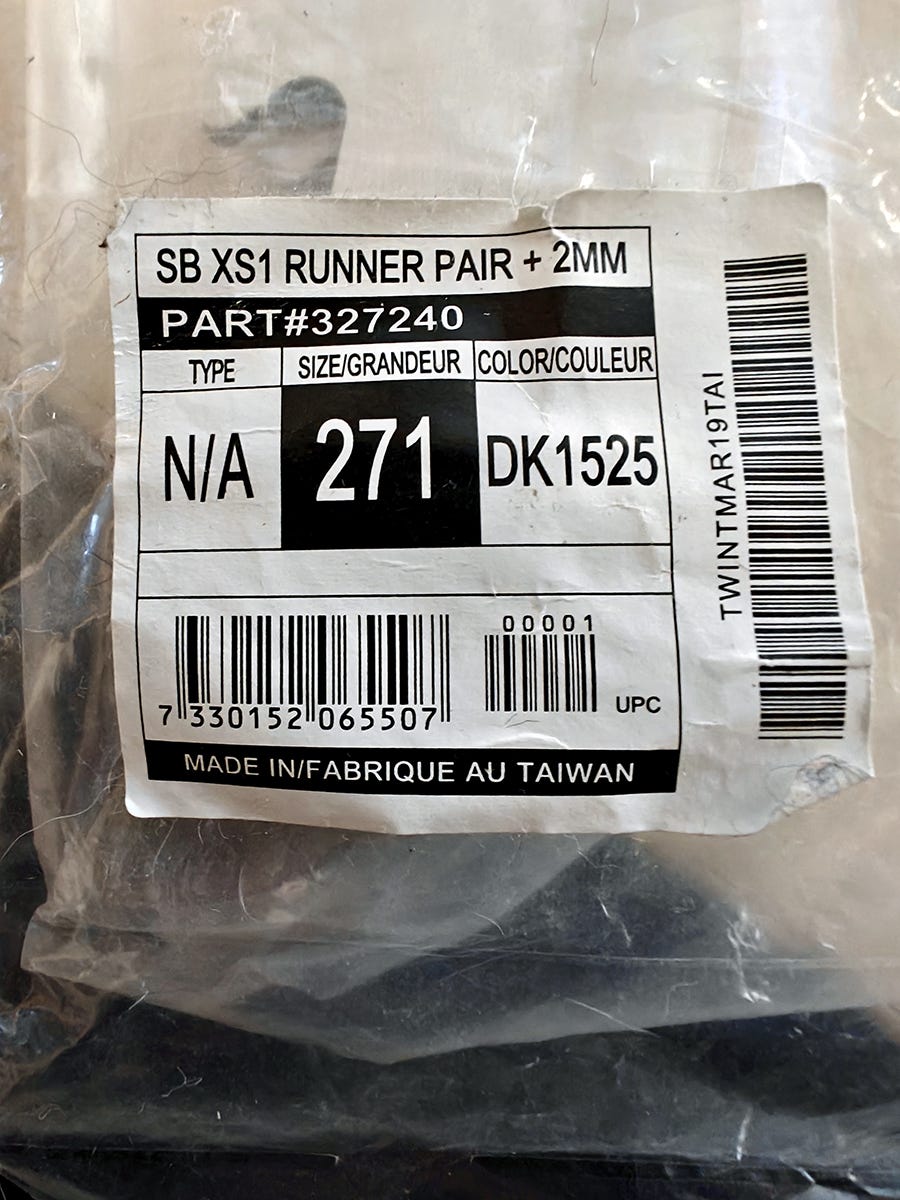 SB XS1 RUNNER PAIR + 2MM
PART#327240
TYPE SIZE/GRANDEUR COLOR/COULEUR
N/A 271 DK1525
00001
7 330152 065507 UPC
MADE IN/FABRIQUE AU TAIWAN
TWINTMAR19TAI